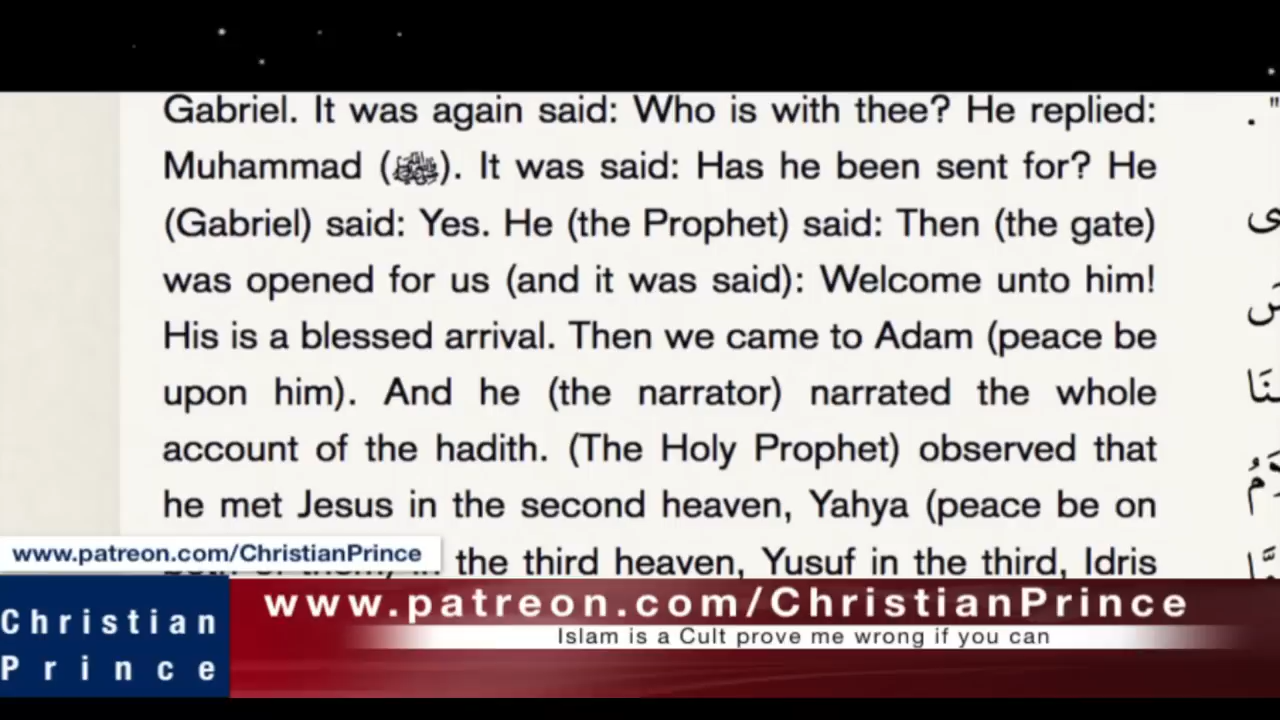 Gabriel. It was again said: Who is with thee? He replied:
Muhammad (ﷺ). It was said: Has he been sent for? He
(Gabriel) said: Yes. He (the Prophet) said: Then (the gate)
was opened for us (and it was said): Welcome unto him!
His is a blessed arrival. Then we came to Adam (peace be
upon him). And he (the narrator) narrated the whole
account of the hadith. (The Holy Prophet) observed that
he met Jesus in the second heaven, Yahya (peace be on
the third heaven, Yusuf in the third, Idris
www.patreon.com/ChristianPrince
Christian
Prince
www.patreon.com/ChristianPrince
Islam is a Cult prove me wrong if you can